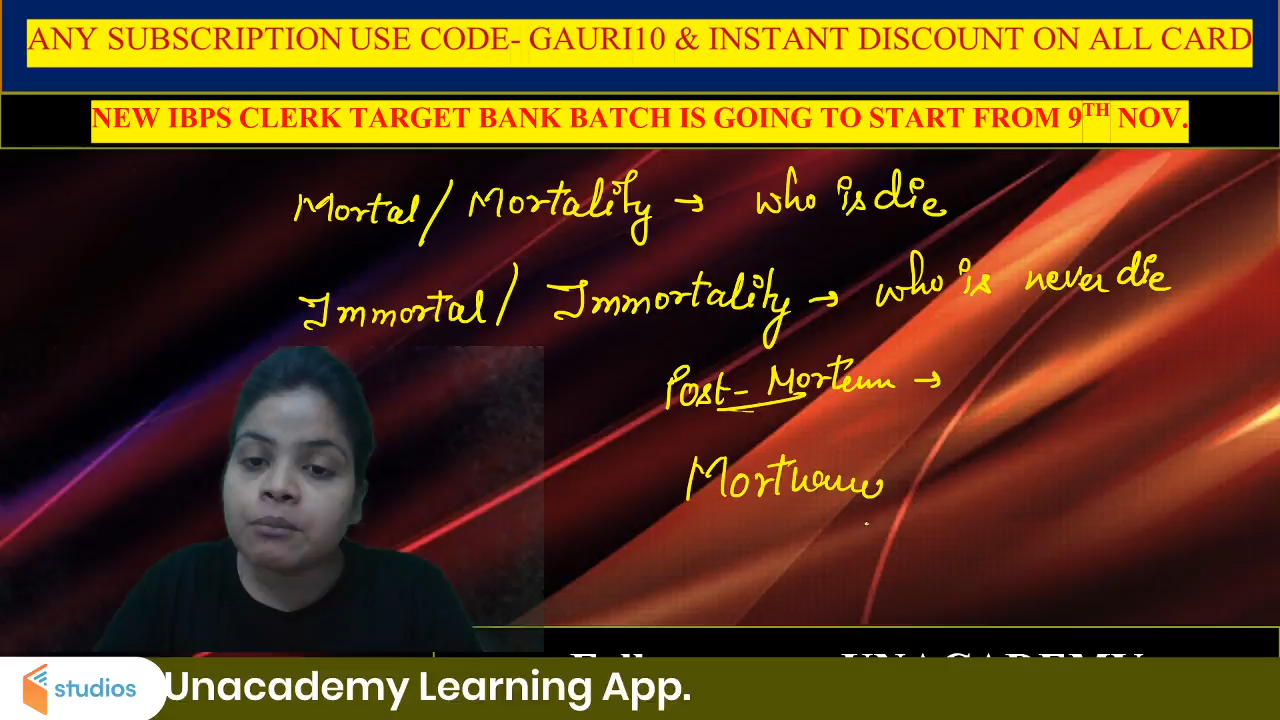 ANY SUBSCRIPTION USE CODE- GAURI10 & INSTANT DISCOUNT ON ALL CARD
NEW IBPS CLERK TARGET BANK BATCH IS GOING TO START FROM 9TH NOV.
Mortal / Mortality → who is die
Immortal / Immortality → who is never die
Post-Mortem →
studios
Unacademy Learning App.